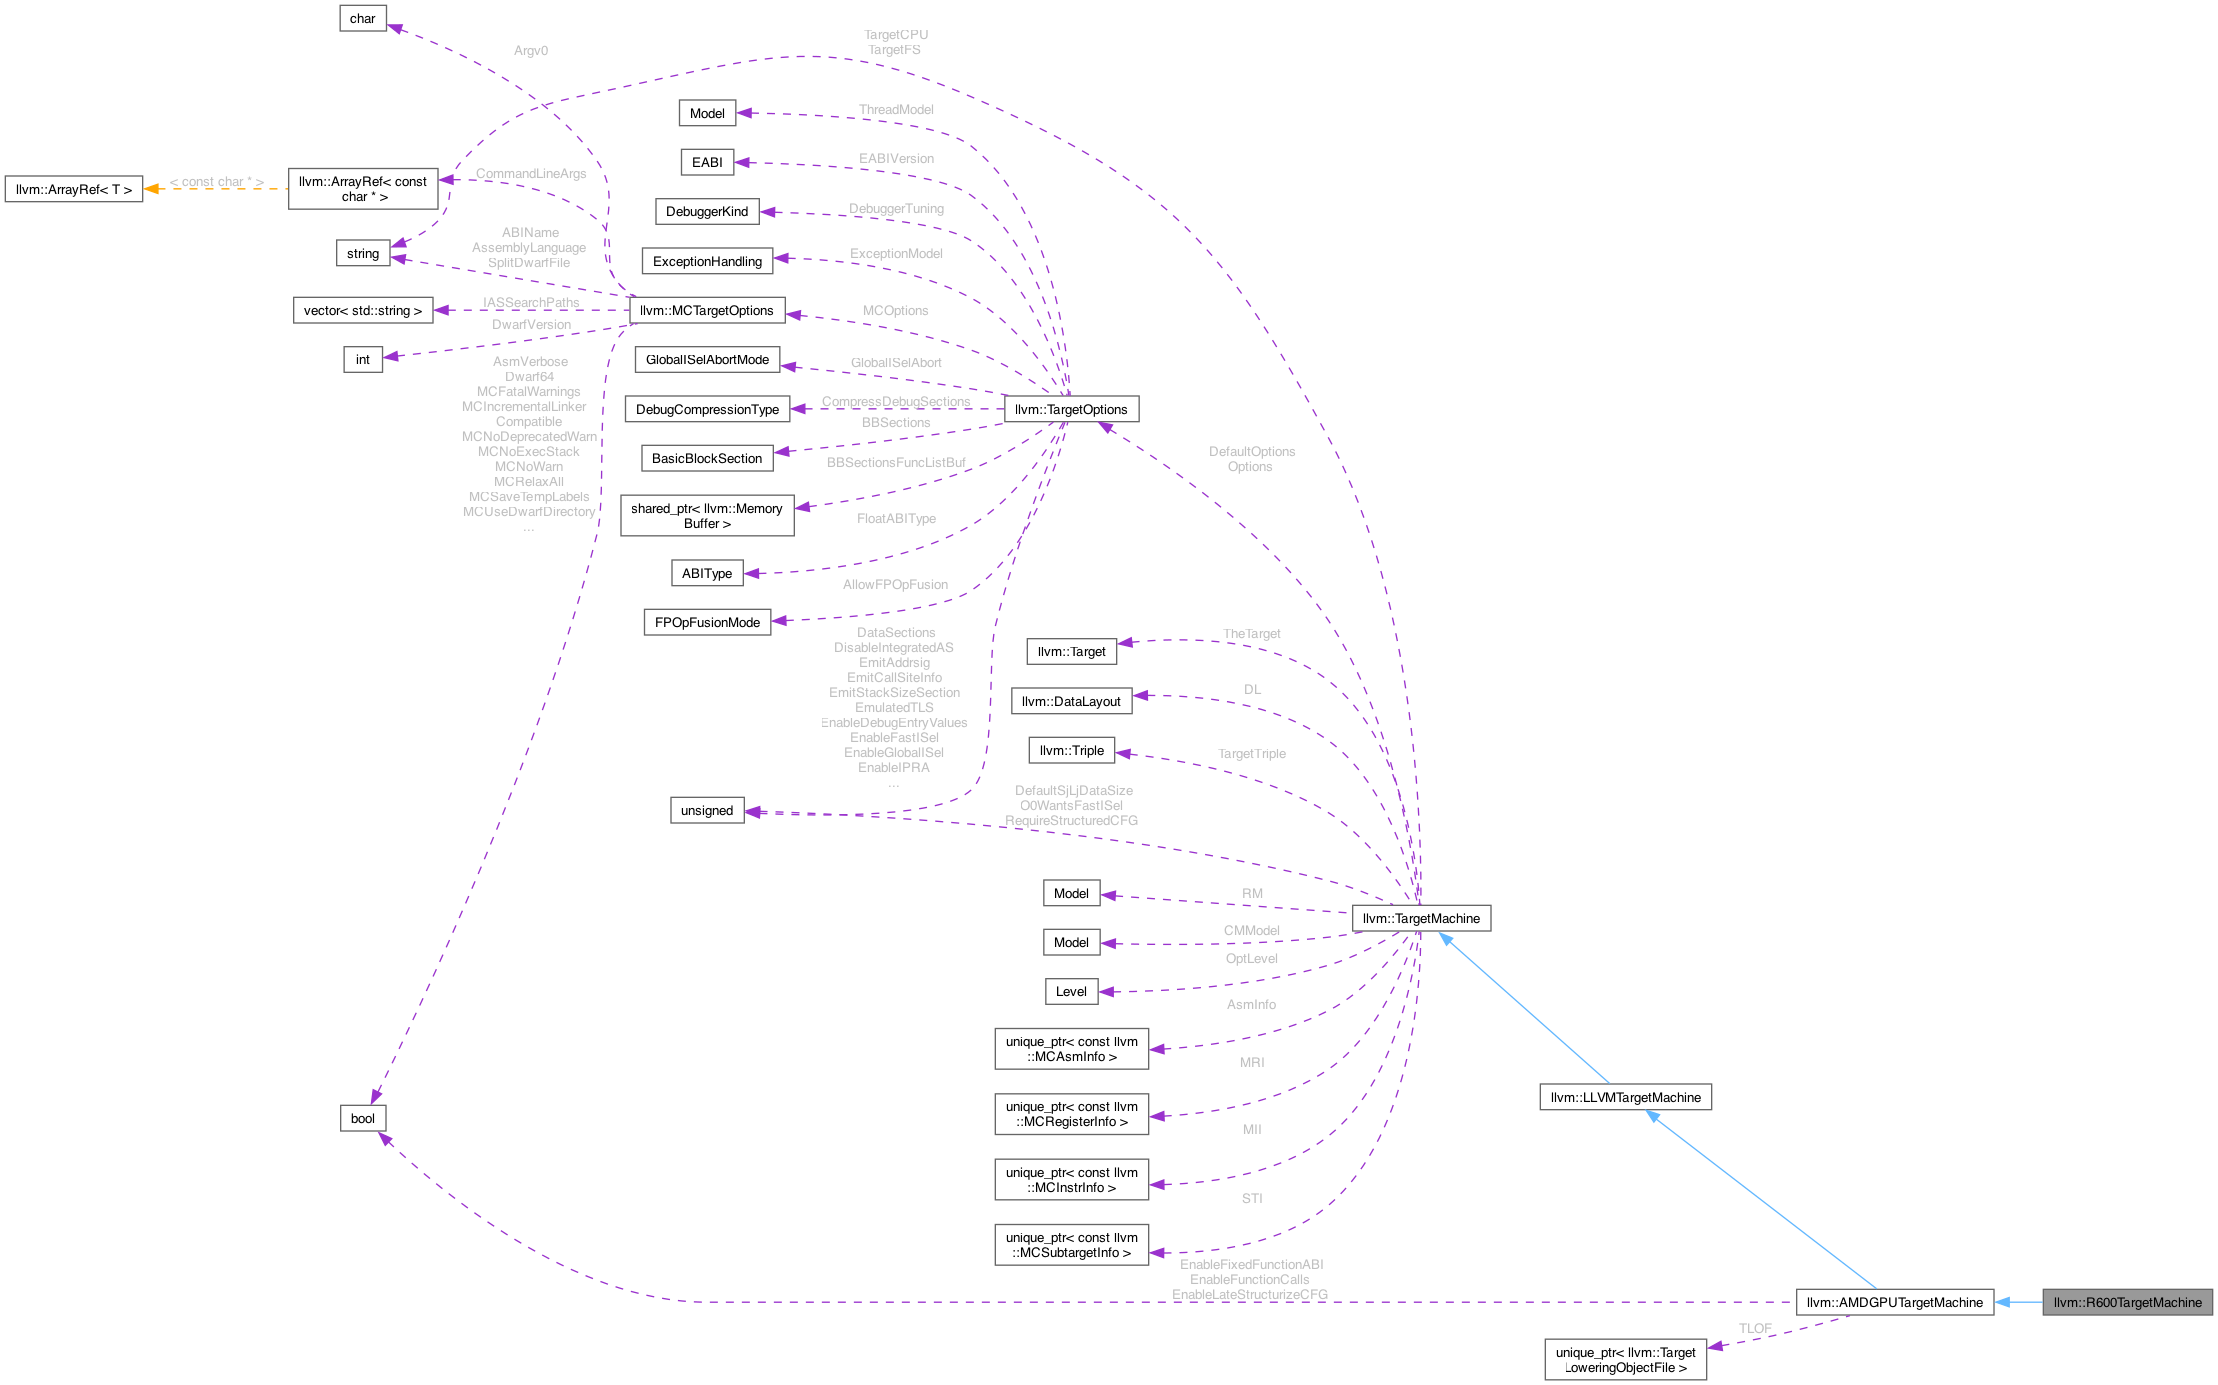 char
Argv0
TargetCPU
TargetFS
Model
ThreadModel
EABI
EABIVersion
llvm::ArrayRef< T >
< const char * >
llvm::ArrayRef< const
char * >
CommandLineArgs
DebuggerKind
DebuggerTuning
string
ABIName
AssemblyLanguage
SplitDwarfFile
ExceptionHandling
ExceptionModel
vector< std::string >
IASSearchPaths
llvm::MCTargetOptions
MCOptions
int
DwarfVersion
GlobalISelAbortMode
GlobalISelAbort
AsmVerbose
Dwarf64
MCFatalWarnings
MCIncrementalLinker
Compatible
MCNoDeprecatedWarn
MCNoExecStack
MCNoWarn
MCRelaxAll
MCSaveTempLabels
MCUseDwarfDirectory
...
DebugCompressionType
CompressDebugSections
llvm::TargetOptions
BasicBlockSection
BBSections
DefaultOptions
Options
shared_ptr< llvm::Memory
Buffer >
BBSectionsFuncListBuf
ABIType
FloatABIType
FPOpFusionMode
AllowFPOpFusion
DataSections
DisableIntegratedAS
EmitAddrsig
EmitCallSiteInfo
EmitStackSizeSection
EmulatedTLS
EnableDebugEntryValues
EnableFastISel
EnableGlobalISel
EnableIPRA
...
llvm::Target
TheTarget
llvm::DataLayout
DL
llvm::Triple
TargetTriple
unsigned
DefaultSjLjDataSize
O0WantsFastISel
RequireStructuredCFG
Model
RM
llvm::TargetMachine
Model
CMModel
Level
OptLevel
unique_ptr< const llvm
::MCAsmInfo >
AsmInfo
unique_ptr< const llvm
::MCRegisterInfo >
MRI
bool
llvm::LLVMTargetMachine
unique_ptr< const llvm
::MCInstrInfo >
MII
unique_ptr< const llvm
::MCSubtargetInfo >
STI
EnableFixedFunctionABI
EnableFunctionCalls
EnableLateStructurizeCFG
llvm::AMDGPUTargetMachine
llvm::R600TargetMachine
TLOF
unique_ptr< llvm::Target
LoweringObjectFile >